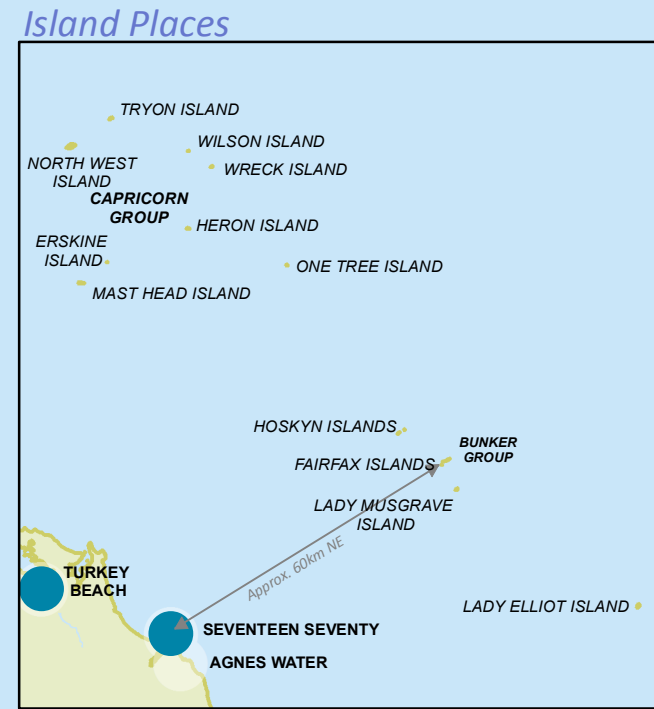 Island Places
TRYON ISLAND
WILSON ISLAND
NORTH WEST
ISLAND
WRECK ISLAND
CAPRICORN
GROUP
HERON ISLAND
ERSKINE
ISLAND
ONE TREE ISLAND
MAST HEAD ISLAND
HOSKYN ISLANDS
BUNKER
GROUP
FAIRFAX ISLANDS
LADY MUSGRAVE
ISLAND
Approx. 60km NE
TURKEY
BEACH
LADY ELLIOT ISLAND
SEVENTEEN SEVENTY
AGNES WATER